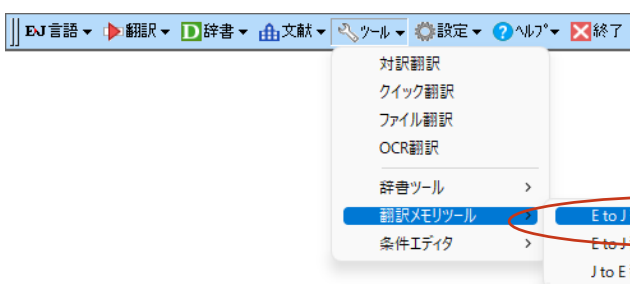 EJ 言語 翻訳 D 辞書 文献 ツール 設定 ? ヘルプ 終了
対訳翻訳
クイック翻訳
ファイル翻訳
OCR翻訳
辞書ツール
翻訳メモリツール
E to J
条件エディタ
E to J
J to E